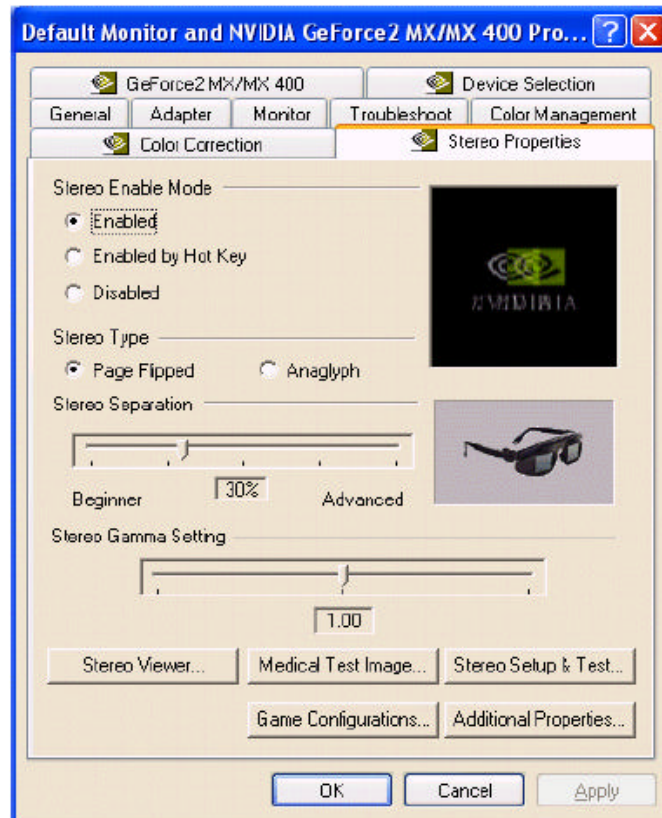 Default Monitor and NVIDIA GeForce2 MX/MX 400 Pro...
GeForce2 MX/MX 400
Device Selection
General
Adapter
Monitor
Troubleshoot
Color Management
Color Correction
Stereo Properties
Stereo Enable Mode
Enabled
Enabled by Hot Key
Disabled
NVIDIA
Stereo Type
Page Flipped
Anaglyph
Stereo Separation
30%
Beginner
Advanced
Stereo Gamma Setting
1.00
Stereo Viewer...
Medical Test Image...
Stereo Setup & Test...
Game Configurations...
Additional Properties...
OK
Cancel
Apply